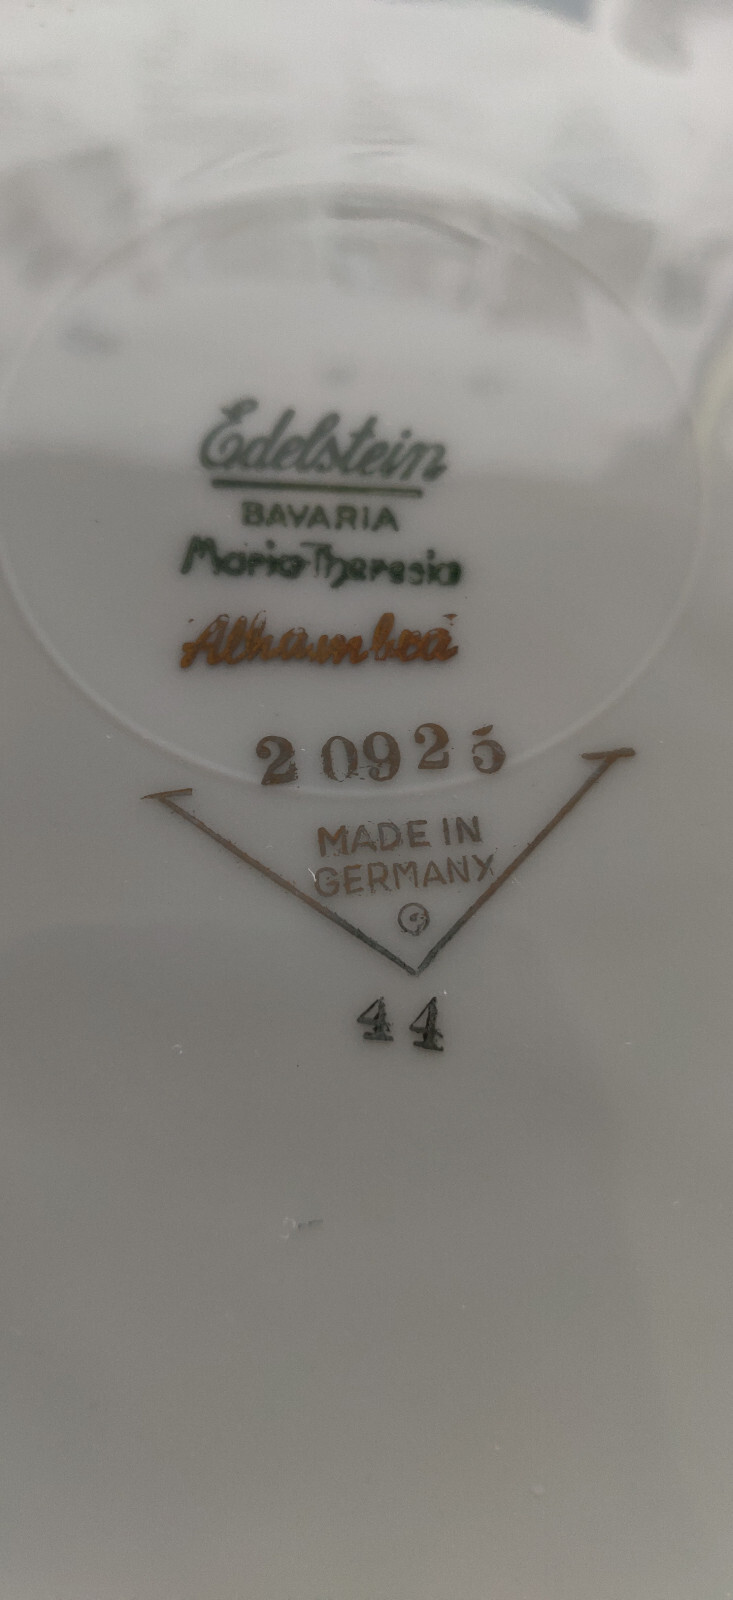 Edelstein
BAVARIA
Maria-Theresia
Alhambra
20925
MADE IN
GERMANY
44